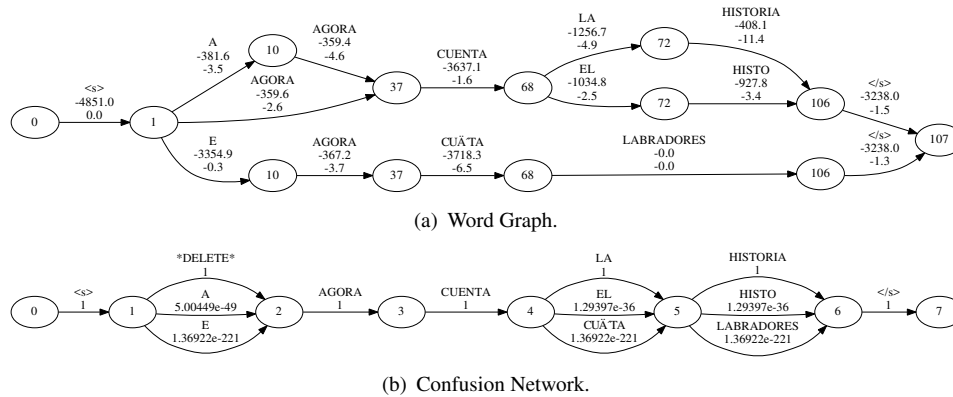 A
-381.6
-3.5
10
AGORA
-359.4
-4.6
LA
-1256.7
-4.9
72
HISTORIA
-408.1
-11.4
<s>
-4851.0
0.0
AGORA
-359.6
-2.6
CUENTA
-3637.1
-1.6
EL
-1034.8
-2.5
HISTO
-927.8
-3.4
</s>
-3238.0
-1.5
0
1
37
68
72
106
107
E
-3354.9
-0.3
10
AGORA
-367.2
-3.7
37
CUÄ'TA
-3718.3
-6.5
68
LABRADORES
-0.0
-0.0
106
</s>
-3238.0
-1.3
(a) Word Graph.
*DELETE*
1
LA
1
HISTORIA
1
0
<s>
1
1
A
5.00449e-49
2
AGORA
1
3
CUENTA
1
4
EL
1.29397e-36
5
HISTO
1.29397e-36
6
</s>
1
7
E
1.36922e-221
CUÄ'TA
1.36922e-221
LABRADORES
1.36922e-221
(b) Confusion Network.